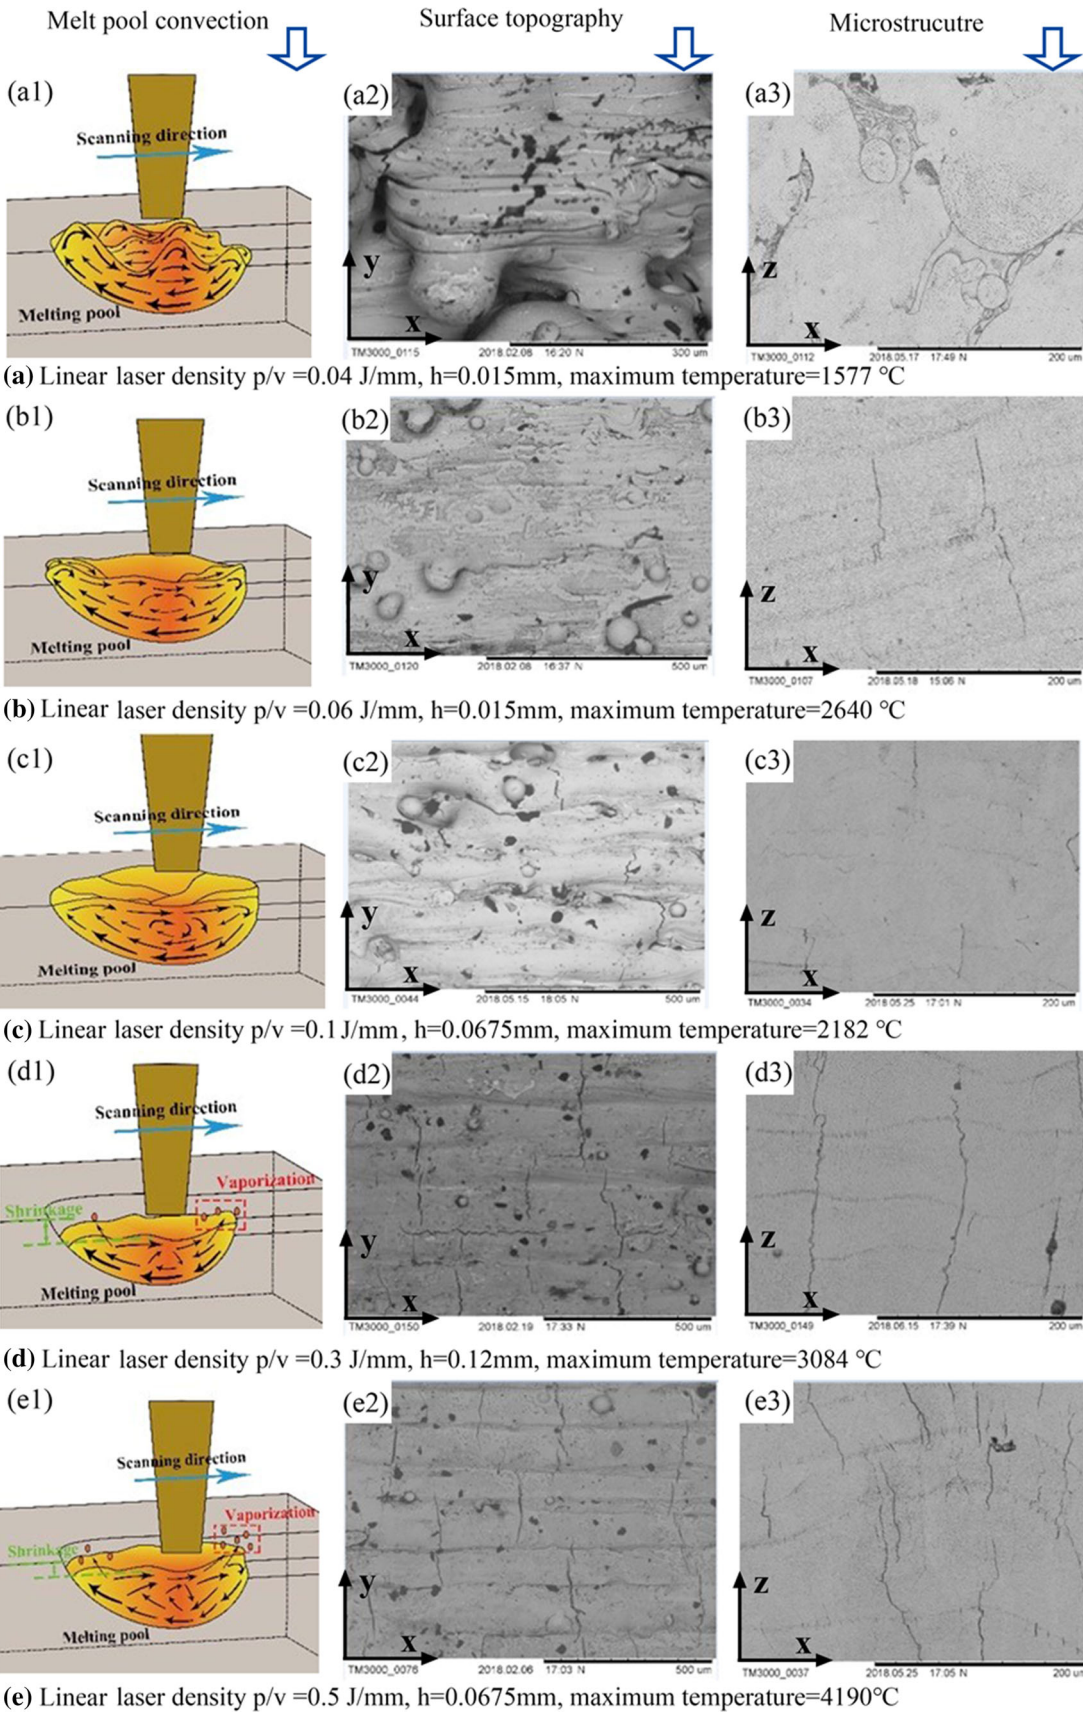 Melt pool convection Surface topography Microstrucutre
(a1) (a2) (a3)
Scanning direction
Melting pool
y x
z x
TM3000_0115 2018.02.08 16:20 N 300 um
TM3000_0112 2018.05.17 17:49 N 200 um
(a) Linear laser density p/v =0.04 J/mm, h=0.015mm, maximum temperature=1577 ℃
(b1) (b2) (b3)
Scanning direction
Melting pool
y x
z x
TM3000_0120 2018.02.08 16:37 N 500 um
TM3000_0107 2018.05.18 15:06 N 200 um
(b) Linear laser density p/v =0.06 J/mm, h=0.015mm, maximum temperature=2640 ℃
(c1) (c2) (c3)
Scanning direction
Melting pool
y x
z x
TM3000_0044 2018.05.15 18:05 N 500 um
TM3000_0034 2018.05.25 17:01 N 200 um
(c) Linear laser density p/v =0.1 J/mm, h=0.0675mm, maximum temperature=2182 ℃
(d1) (d2) (d3)
Scanning direction
Vaporization
Shrinkage
Melting pool
y x
z x
TM3000_0150 2018.02.19 17:33 N 500 um
TM3000_0149 2018.06.15 17:39 N 200 um
(d) Linear laser density p/v =0.3 J/mm, h=0.12mm, maximum temperature=3084 ℃
(e1) (e2) (e3)
Scanning direction
Vaporization
Shrinkage
Melting pool
y x
z x
TM3000_0076 2018.02.06 17:03 N 500 um
TM3000_0037 2018.05.25 17:05 N 200 um
(e) Linear laser density p/v =0.5 J/mm, h=0.0675mm, maximum temperature=4190℃